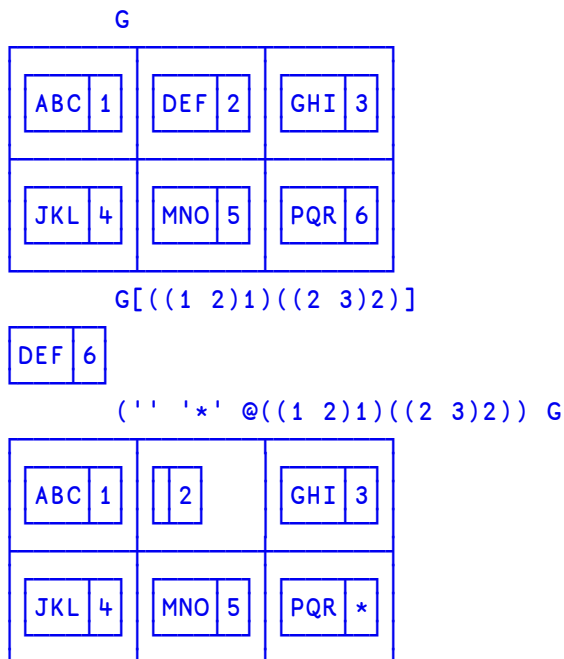 G
ABC 1 DEF 2 GHI 3
JKL 4 MNO 5 PQR 6
G[((1 2)1)((2 3)2)]
DEF 6
('' '*' @((1 2)1)((2 3)2)) G
ABC 1 2 GHI 3
JKL 4 MNO 5 PQR *